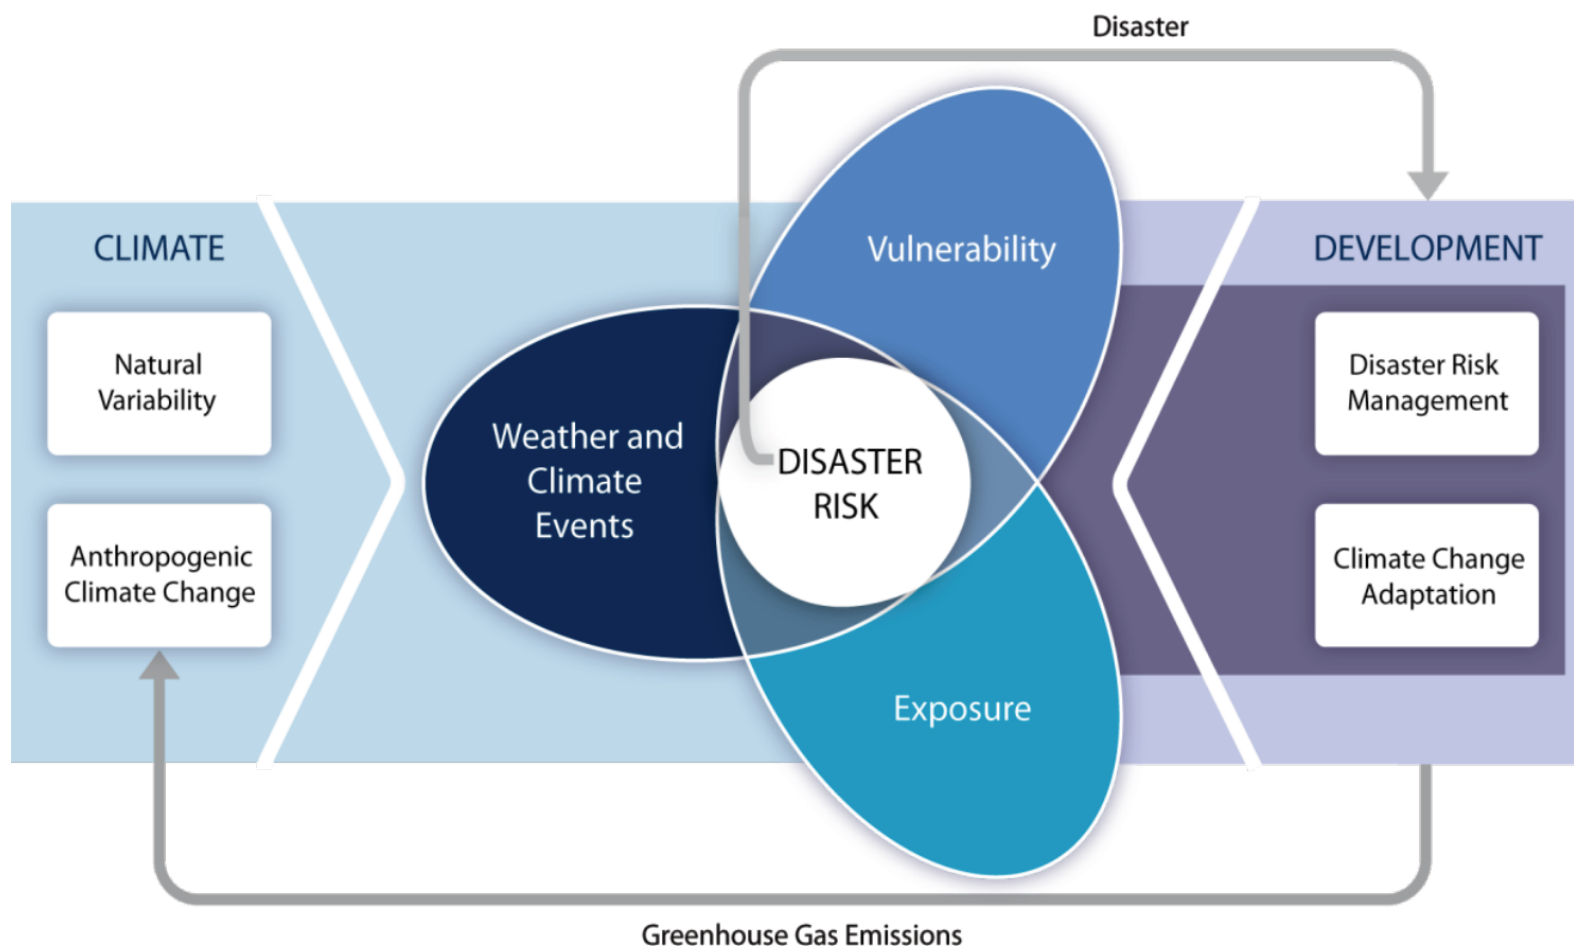 Disaster
CLIMATE
Natural
Variability
Anthropogenic
Climate Change
Weather and
Climate
Events
Vulnerability
DISASTER
RISK
Exposure
DEVELOPMENT
Disaster Risk
Management
Climate Change
Adaptation
Greenhouse Gas Emissions